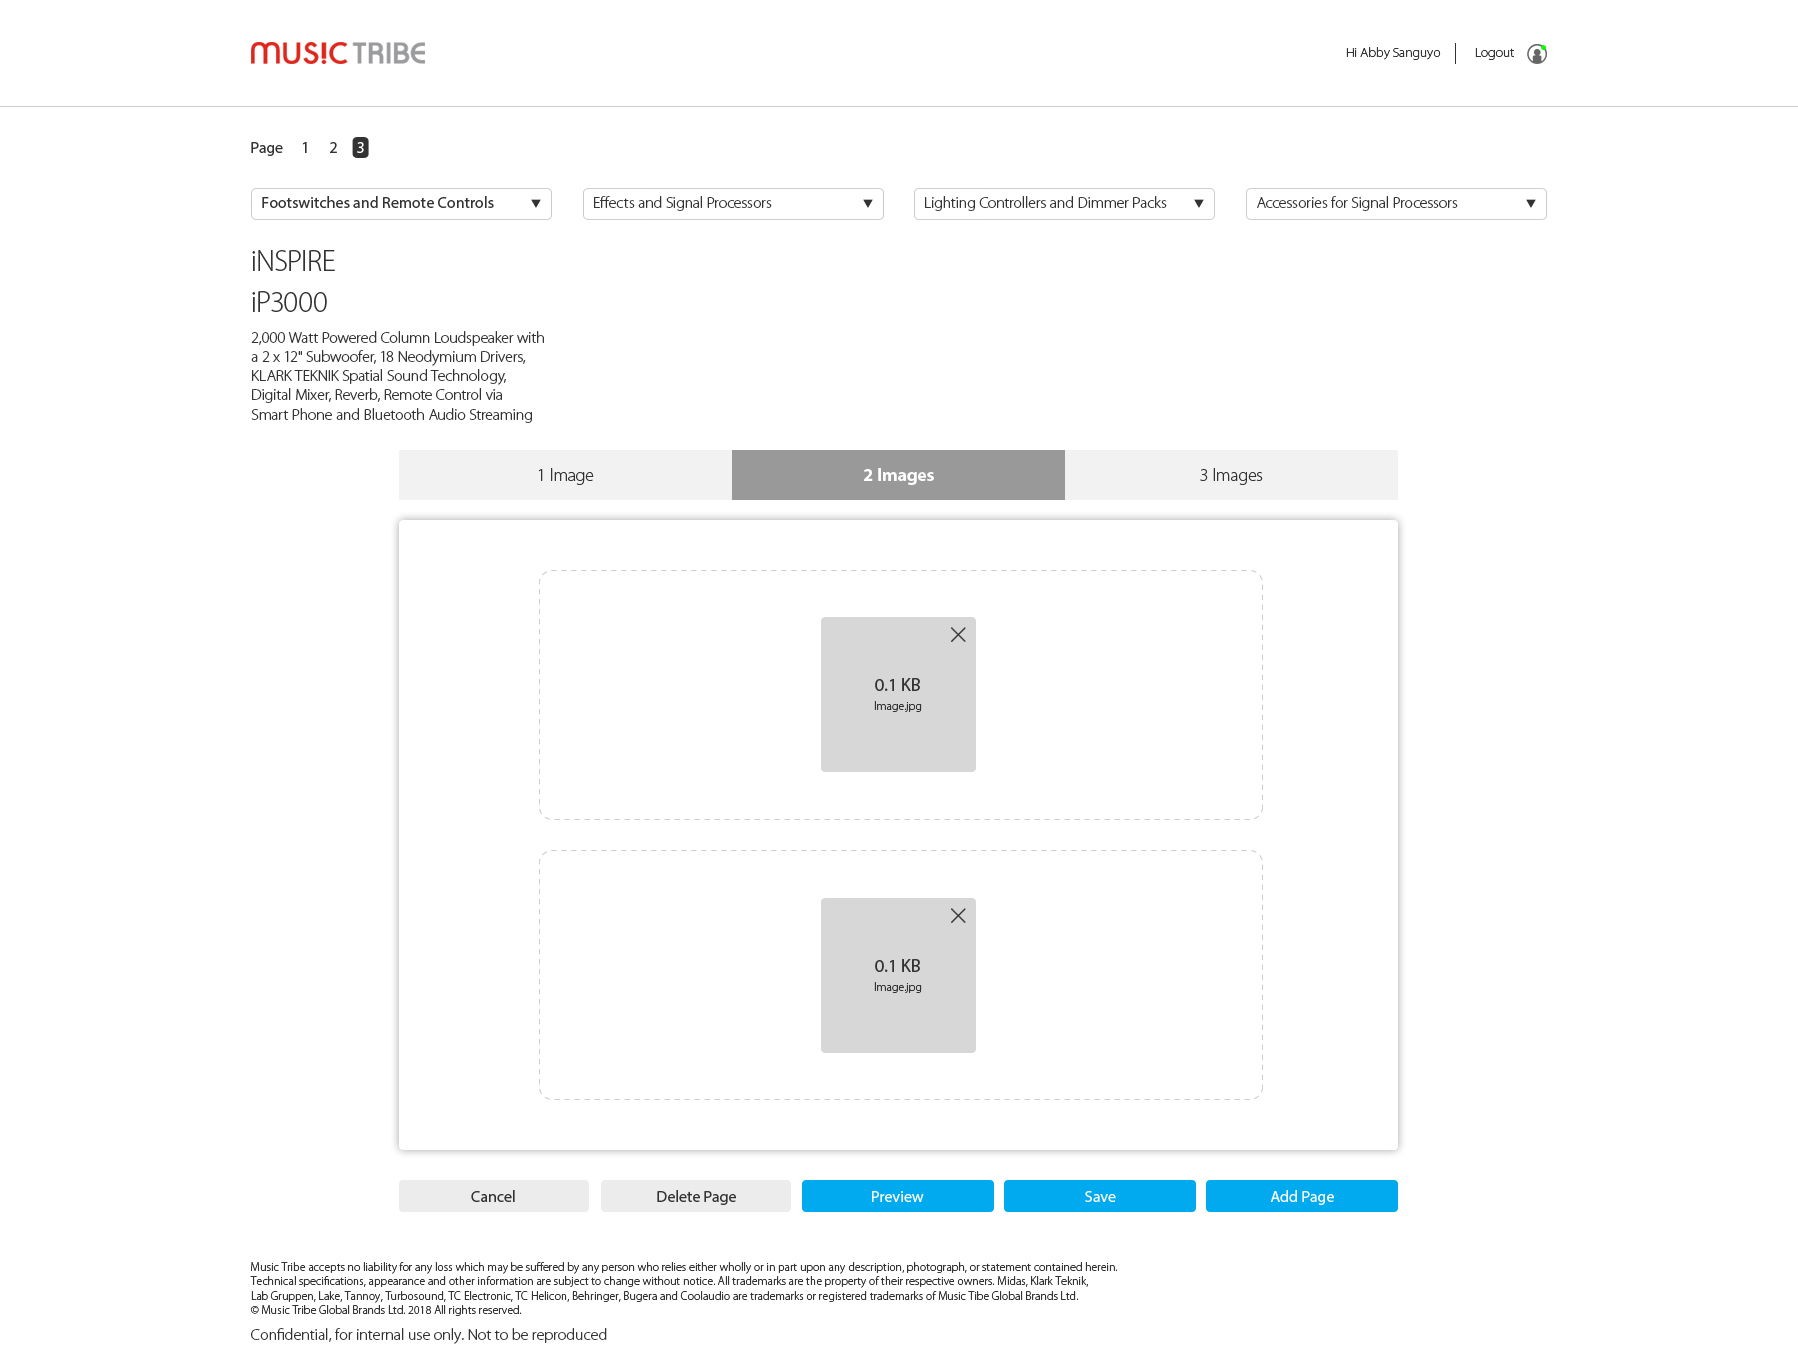 MUSIC TRIBE
Hi Abby Sanguyo
Logout
Page 1 2 3
Footswitches and Remote Controls
Effects and Signal Processors
Lighting Controllers and Dimmer Packs
Accessories for Signal Processors
iNSPIRE
iP3000
2,000 Watt Powered Column Loudspeaker with
a 2 x 12" Subwoofer, 18 Neodymium Drivers,
KLARK TEKNIK Spatial Sound Technology,
Digital Mixer, Reverb, Remote Control via
Smart Phone and Bluetooth Audio Streaming
1 Image
2 Images
3 Images
0.1 KB
Image.jpg
0.1 KB
Image.jpg
Cancel
Delete Page
Preview
Save
Add Page
Music Tribe accepts no liability for any loss which may be suffered by any person who relies either wholly or in part upon any description, photograph, or statement contained herein.
Technical specifications, appearance and other information are subject to change without notice. All trademarks are the property of their respective owners. Midas, Klark Teknik,
Lab Gruppen, Lake, Tannoy, Turbosound, TC Electronic, TC Helicon, Behringer, Bugera and Coolaudio are trademarks or registered trademarks of Music Tibe Global Brands Ltd.
© Music Tribe Global Brands Ltd. 2018 All rights reserved.
Confidential, for internal use only. Not to be reproduced